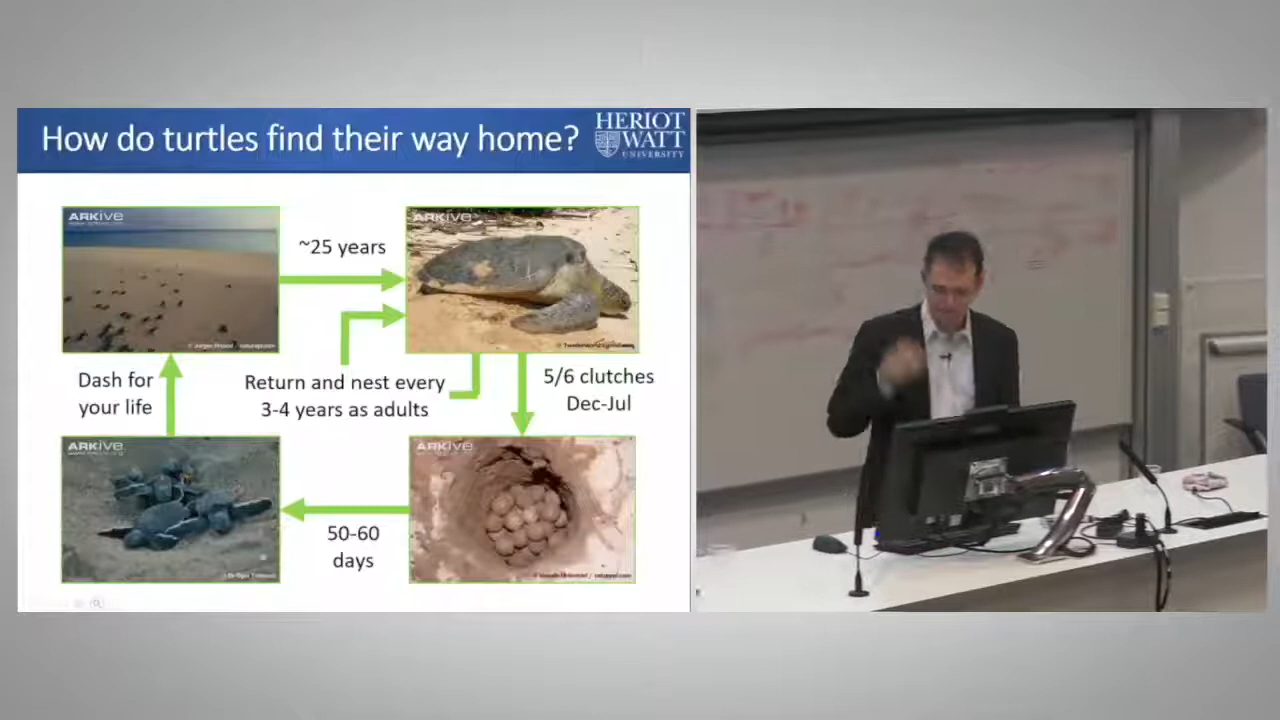 How do turtles find their way home?
HERIOT
WATT
UNIVERSITY
ARKive
ARKive
~25 years
Dash for
your life
Return and nest every
3-4 years as adults
5/6 clutches
Dec-Jul
ARKive
ARKive
50-60
days